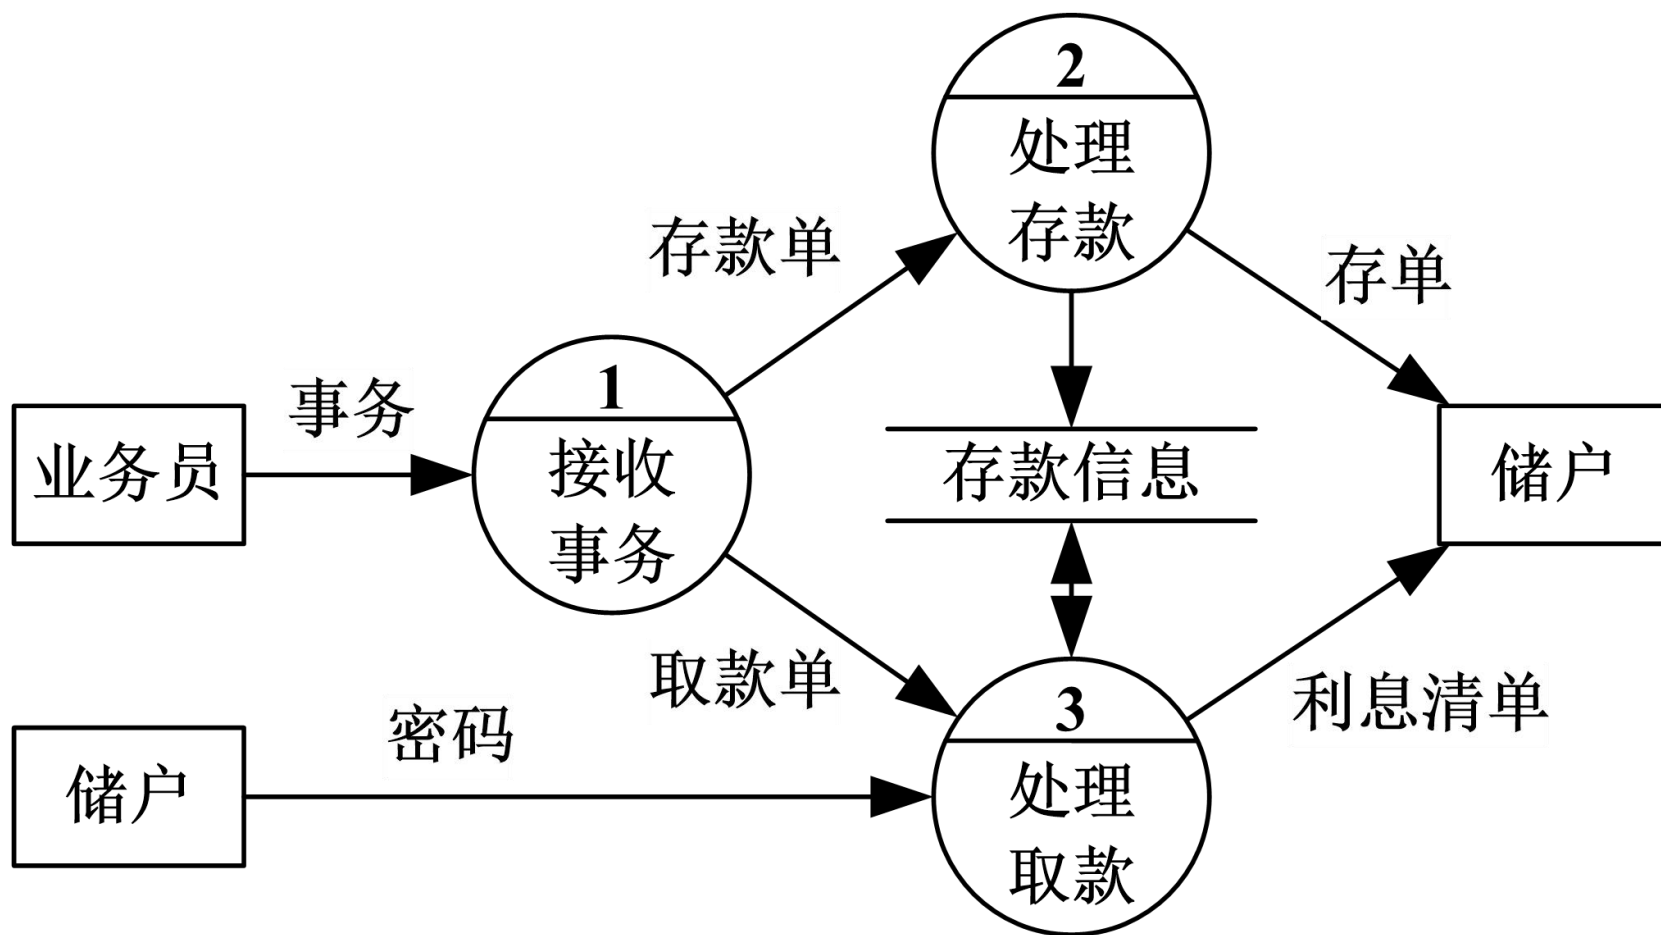 2
处理
存款
存款单
存单
事务
1
接收
事务
业务员
存款信息
储户
取款单
密码
3
处理
取款
利息清单
储户